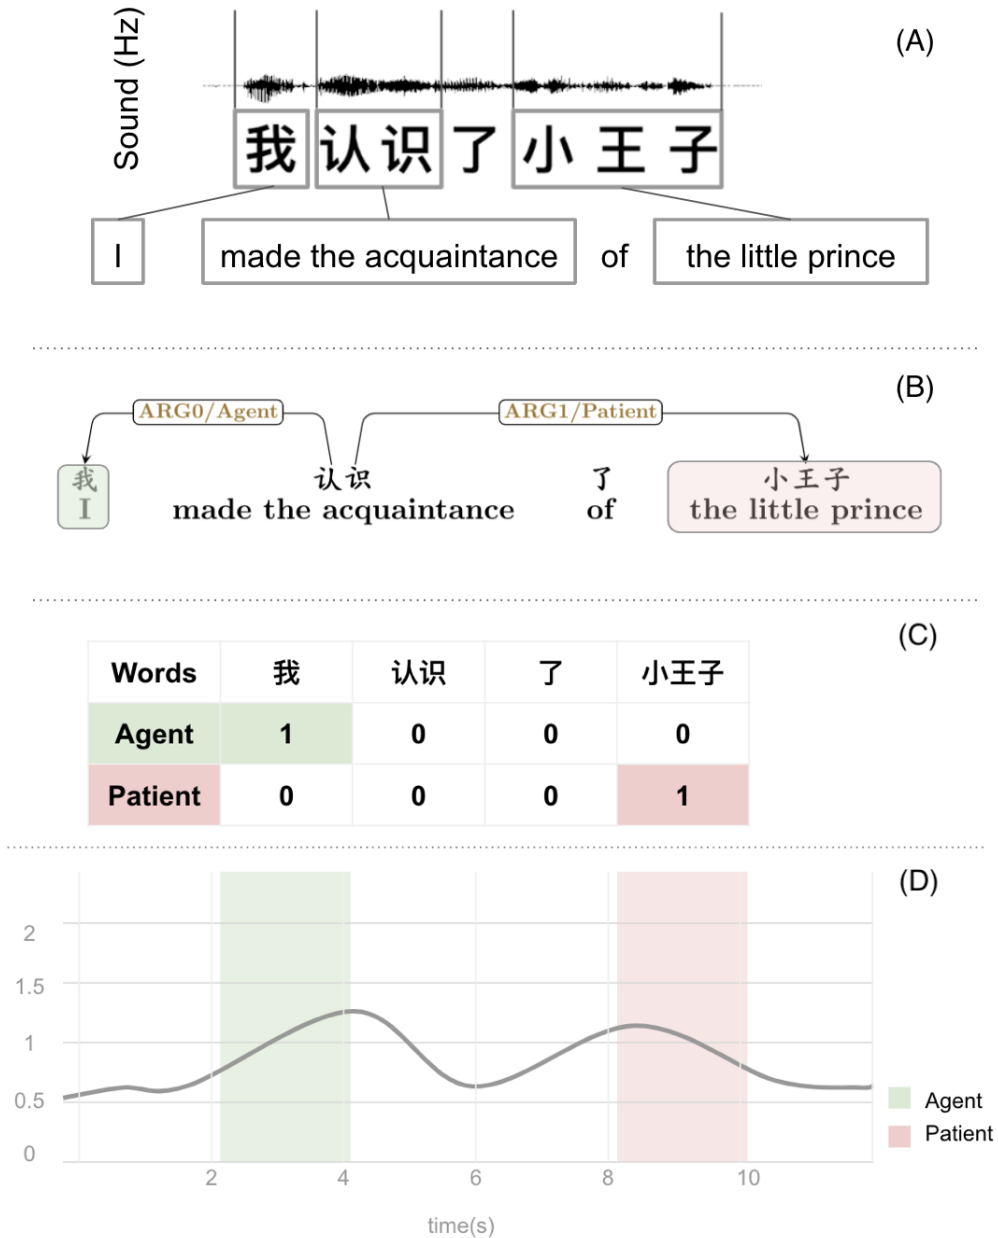 (A)
Sound (Hz)
我 认识 了 小 王 子
I made the acquaintance of the little prince
(B)
ARG0/Agent ARG1/Patient
我 认识 了 小王子
I made the acquaintance of the little prince
(C)
Words 我 认识 了 小王子
Agent 1 0 0 0
Patient 0 0 0 1
(D)
2
1.5
1
0.5
0
2 4 6 8 10
time(s)
Agent
Patient